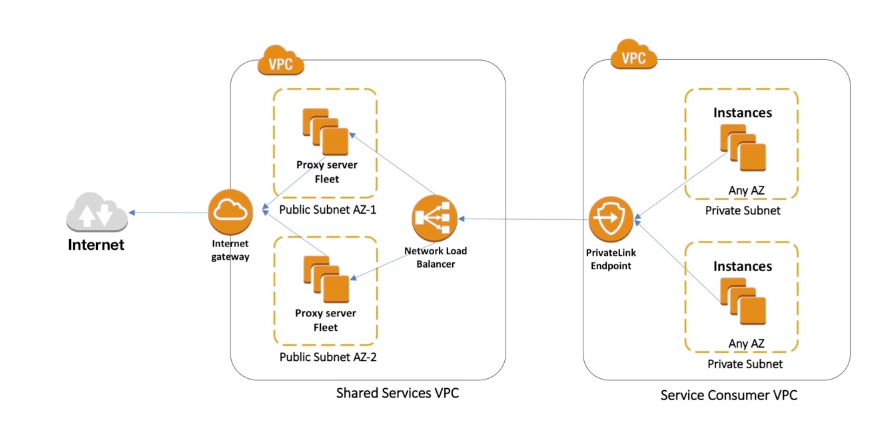 VPC
Proxy server
Fleet
Public Subnet AZ-1
Internet
Internet
gateway
Network Load
Balancer
Proxy server
Fleet
Public Subnet AZ-2
Shared Services VPC
VPC
Instances
Any AZ
Private Subnet
PrivateLink
Endpoint
Instances
Any AZ
Private Subnet
Service Consumer VPC